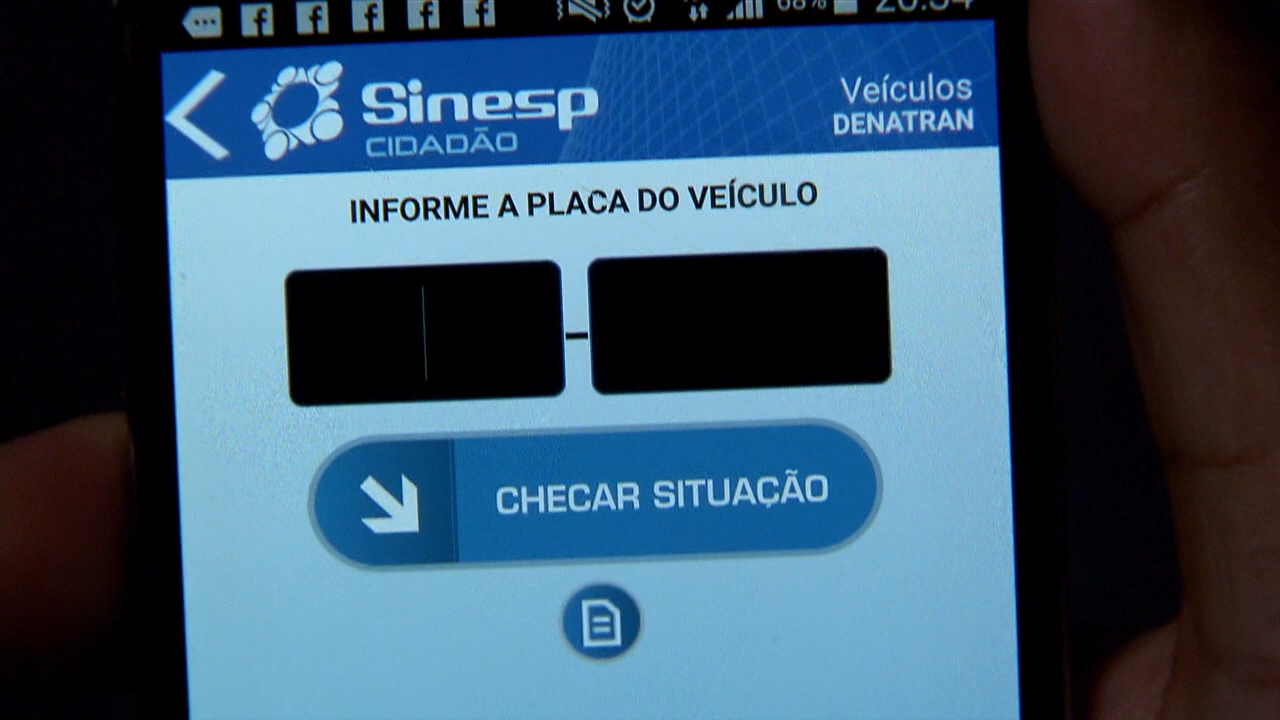 Sinesp
CIDADÃO
Veículos
DENATRAN
INFORME A PLACA DO VEÍCULO
-
CHECAR SITUAÇÃO